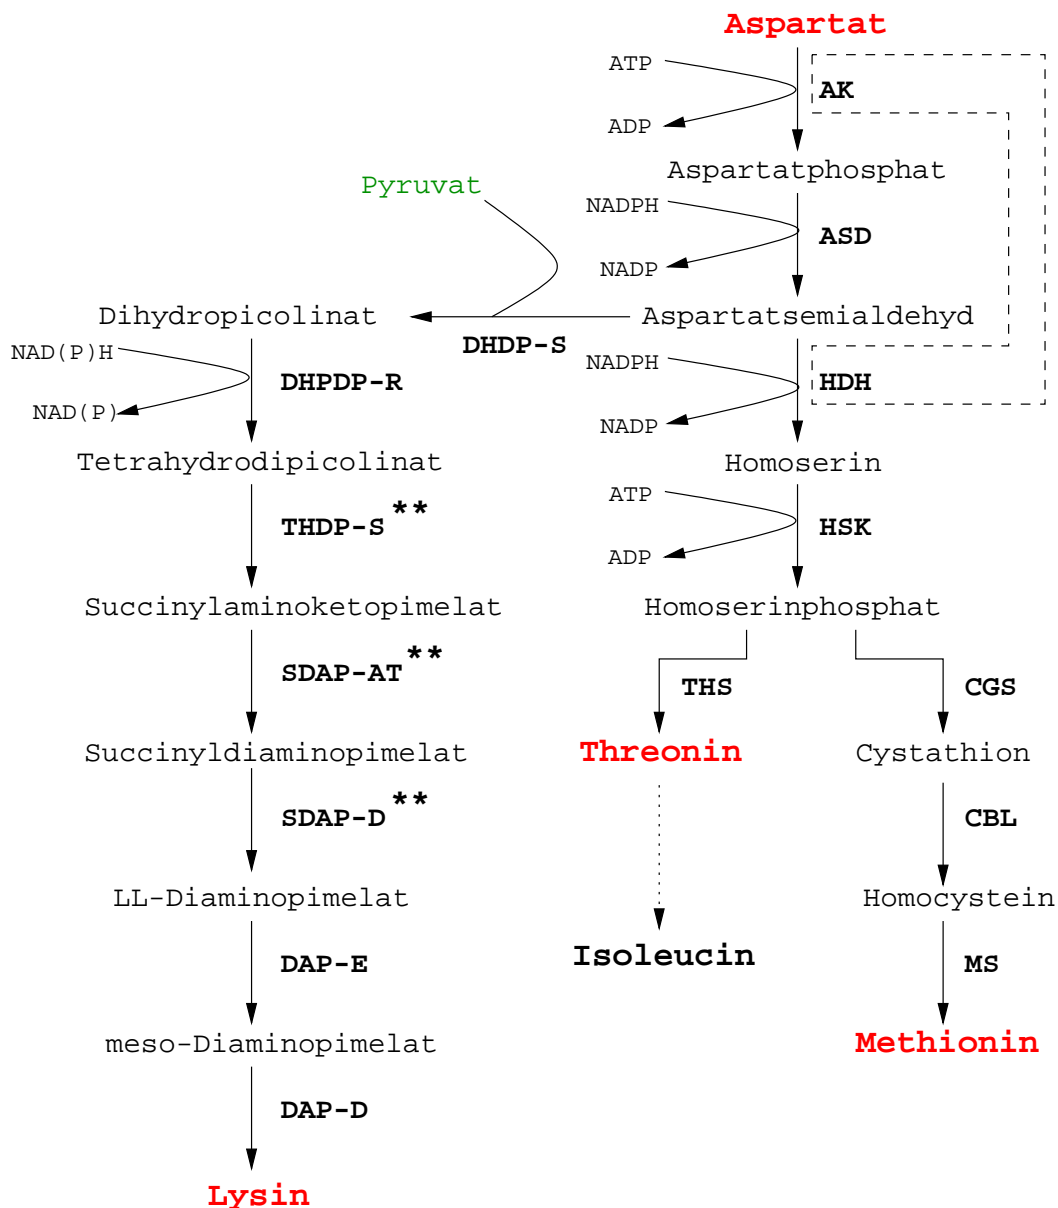 Aspartat
ATP
AK
ADP
Aspartatphosphat
Pyruvat
NADPH
ASD
NADP
Dihydropicolinat
Aspartatsemialdehyd
DHDP-S
NAD(P)H
DHPDP-R
NAD(P)
NADPH
HDH
NADP
Tetrahydrodipicolinat
Homoserin
THDP-S**
ATP
HSK
ADP
Succinylaminoketopimelat
Homoserinphosphat
SDAP-AT**
THS
CGS
Succinyldiaminopimelat
Threonin
Cystathion
SDAP-D**
CBL
LL-Diaminopimelat
Homocystein
Isoleucin
DAP-E
MS
meso-Diaminopimelat
Methionin
DAP-D
Lysin